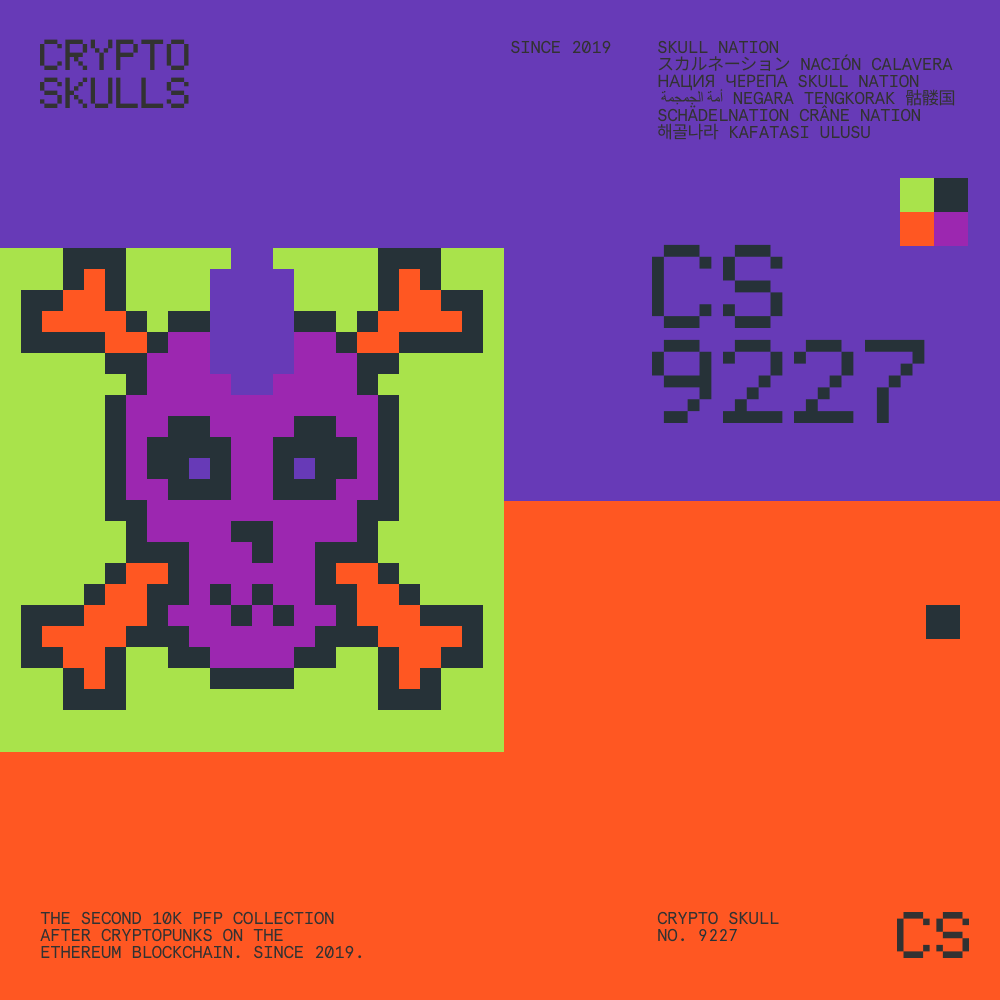 CRYPTO
SKULLS
SINCE 2019
SKULL NATION
スカルネーション NACIÓN CALAVERA
НАЦИЯ ЧЕРЕПА SKULL NATION
أمة الجمجمة NEGARA TENGKORAK 骷髅国
SCHÄDELNATION CRÂNE NATION
해골나라 KAFATASI ULUSU
CS
9227
THE SECOND 10K PFP COLLECTION
AFTER CRYPTOPUNKS ON THE
ETHEREUM BLOCKCHAIN. SINCE 2019.
CRYPTO SKULL
NO. 9227
CS